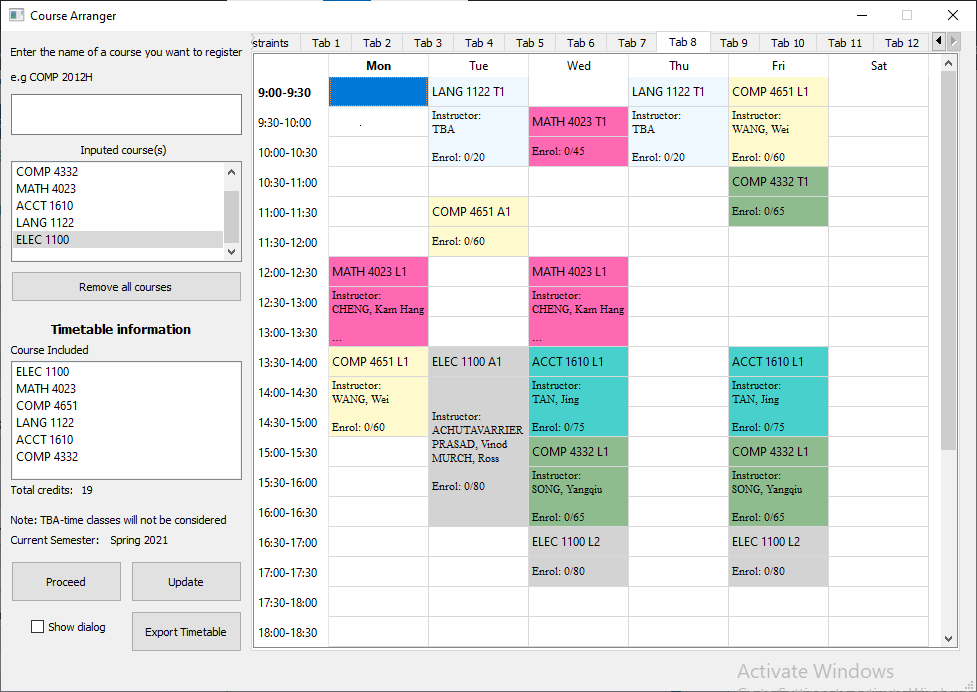 Course Arranger
Enter the name of a course you want to register
e.g COMP 2012H
Inputed course(s)
COMP 4332
MATH 4023
ACCT 1610
LANG 1122
ELEC 1100
Remove all courses
Timetable information
Course Included
ELEC 1100
MATH 4023
COMP 4651
LANG 1122
ACCT 1610
COMP 4332
Total credits: 19
Note: TBA-time classes will not be considered
Current Semester: Spring 2021
Proceed
Update
Show dialog
Export Timetable
straints Tab 1 Tab 2 Tab 3 Tab 4 Tab 5 Tab 6 Tab 7 Tab 8 Tab 9 Tab 10 Tab 11 Tab 12
Mon Tue Wed Thu Fri Sat
9:00-9:30
9:30-10:00
10:00-10:30
10:30-11:00
11:00-11:30
11:30-12:00
12:00-12:30
12:30-13:00
13:00-13:30
13:30-14:00
14:00-14:30
14:30-15:00
15:00-15:30
15:30-16:00
16:00-16:30
16:30-17:00
17:00-17:30
17:30-18:00
18:00-18:30
.
MATH 4023 L1
Instructor:
CHENG, Kam Hang
...
COMP 4651 L1
Instructor:
WANG, Wei
Enrol: 0/60
LANG 1122 T1
Instructor:
TBA
Enrol: 0/20
COMP 4651 A1
Enrol: 0/60
ELEC 1100 A1
Instructor:
ACHUTAVARRIER
PRASAD, Vinod
MURCH, Ross
Enrol: 0/80
MATH 4023 T1
Enrol: 0/45
MATH 4023 L1
Instructor:
CHENG, Kam Hang
...
ACCT 1610 L1
Instructor:
TAN, Jing
Enrol: 0/75
COMP 4332 L1
Instructor:
SONG, Yangqiu
Enrol: 0/65
ELEC 1100 L2
Enrol: 0/80
LANG 1122 T1
Instructor:
TBA
Enrol: 0/20
COMP 4651 L1
Instructor:
WANG, Wei
Enrol: 0/60
COMP 4332 T1
Enrol: 0/65
ACCT 1610 L1
Instructor:
TAN, Jing
Enrol: 0/75
COMP 4332 L1
Instructor:
SONG, Yangqiu
Enrol: 0/65
ELEC 1100 L2
Enrol: 0/80
Activate Windows